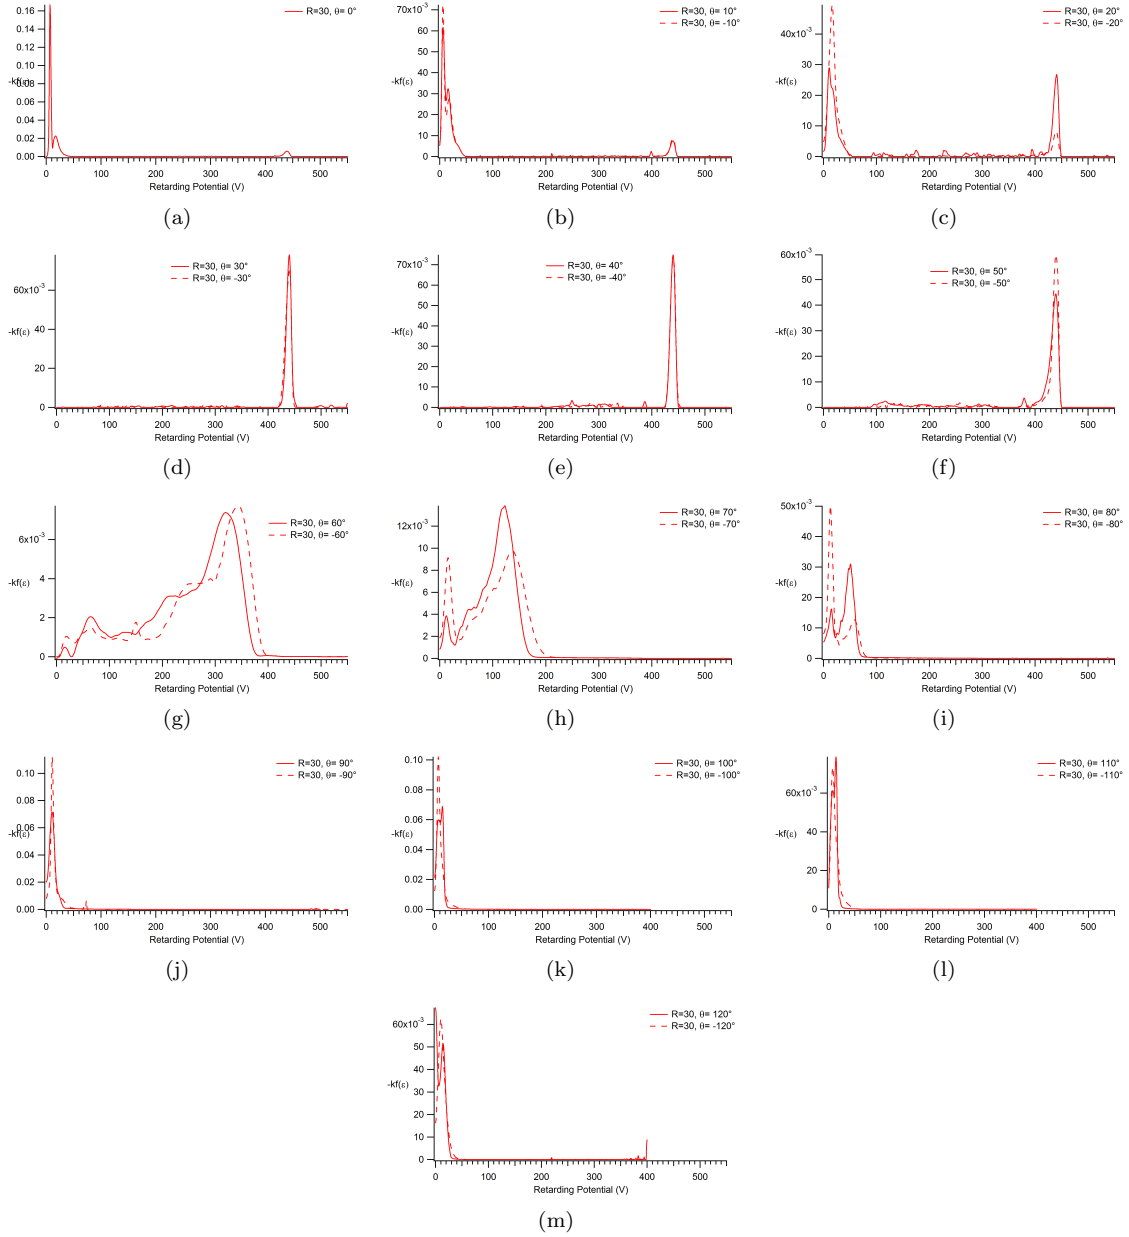 R=30, θ= 0°
0.16
0.14
0.12
0.10
-kf(ε)
0.08
0.06
0.04
0.02
0.00
0 100 200 300 400 500
Retarding Potential (V)
(a)
R=30, θ= 10°
R=30, θ= -10°
70x10⁻³
60
50
40
-kf(ε)
30
20
10
0
0 100 200 300 400 500
Retarding Potential (V)
(b)
R=30, θ= 20°
R=30, θ= -20°
40x10⁻³
30
-kf(ε)
20
10
0
0 100 200 300 400 500
Retarding Potential (V)
(c)
R=30, θ= 30°
R=30, θ= -30°
60x10⁻³
40
-kf(ε)
20
0
0 100 200 300 400 500
Retarding Potential (V)
(d)
R=30, θ= 40°
R=30, θ= -40°
70x10⁻³
60
50
40
-kf(ε)
30
20
10
0
0 100 200 300 400 500
Retarding Potential (V)
(e)
60x10⁻³
R=30, θ= 50°
R=30, θ= -50°
50
40
-kf(ε)
30
20
10
0
0 100 200 300 400 500
Retarding Potential (V)
(f)
R=30, θ= 60°
R=30, θ= -60°
6x10⁻³
4
-kf(ε)
2
0
0 100 200 300 400 500
Retarding Potential (V)
(g)
R=30, θ= 70°
R=30, θ= -70°
12x10⁻³
10
8
-kf(ε)
6
4
2
0
0 100 200 300 400 500
Retarding Potential (V)
(h)
50x10⁻³
R=30, θ= 80°
R=30, θ= -80°
40
30
-kf(ε)
20
10
0
0 100 200 300 400 500
Retarding Potential (V)
(i)
R=30, θ= 90°
R=30, θ= -90°
0.10
0.08
0.06
-kf(ε)
0.04
0.02
0.00
0 100 200 300 400 500
Retarding Potential (V)
(j)
R=30, θ= 100°
R=30, θ= -100°
0.10
0.08
0.06
-kf(ε)
0.04
0.02
0.00
0 100 200 300 400 500
Retarding Potential (V)
(k)
R=30, θ= 110°
R=30, θ= -110°
60x10⁻³
40
-kf(ε)
20
0
0 100 200 300 400 500
Retarding Potential (V)
(l)
R=30, θ= 120°
R=30, θ= -120°
60x10⁻³
50
40
-kf(ε)
30
20
10
0
0 100 200 300 400 500
Retarding Potential (V)
(m)